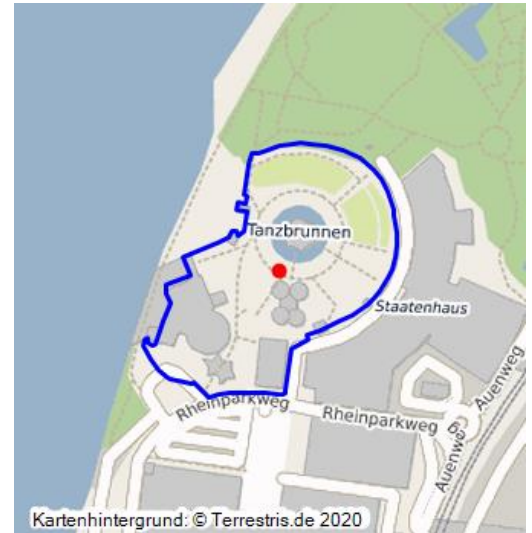 Tanzbrunnen
Staatenhaus
Rheinparkweg
Rheinparkweg
Auenweg
Auenweg
Kartenhintergrund: © Terrestris.de 2020